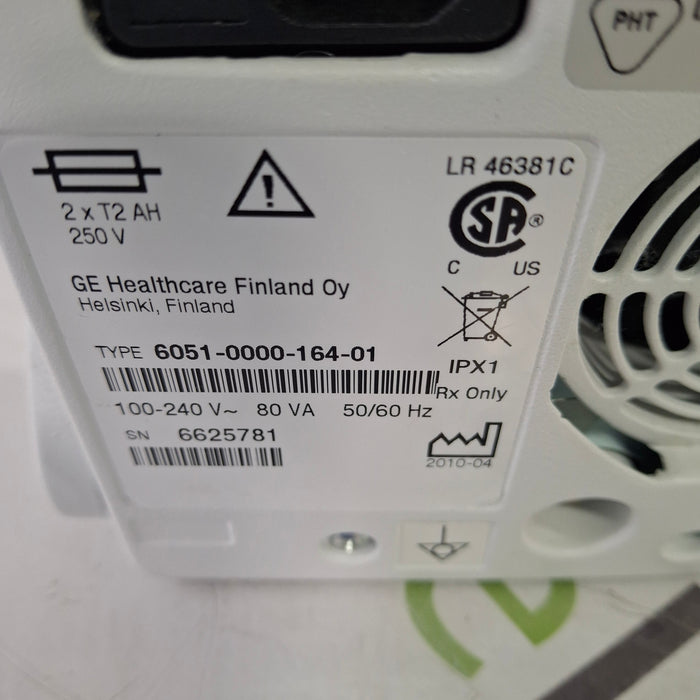 PHT
2 x T2 AH
250 V
LR 46381C
SA ®
C US
GE Healthcare Finland Oy
Helsinki, Finland
TYPE 6051-0000-164-01
IPX1
Rx Only
100-240 V~ 80 VA 50/60 Hz
SN 6625781
2010-04